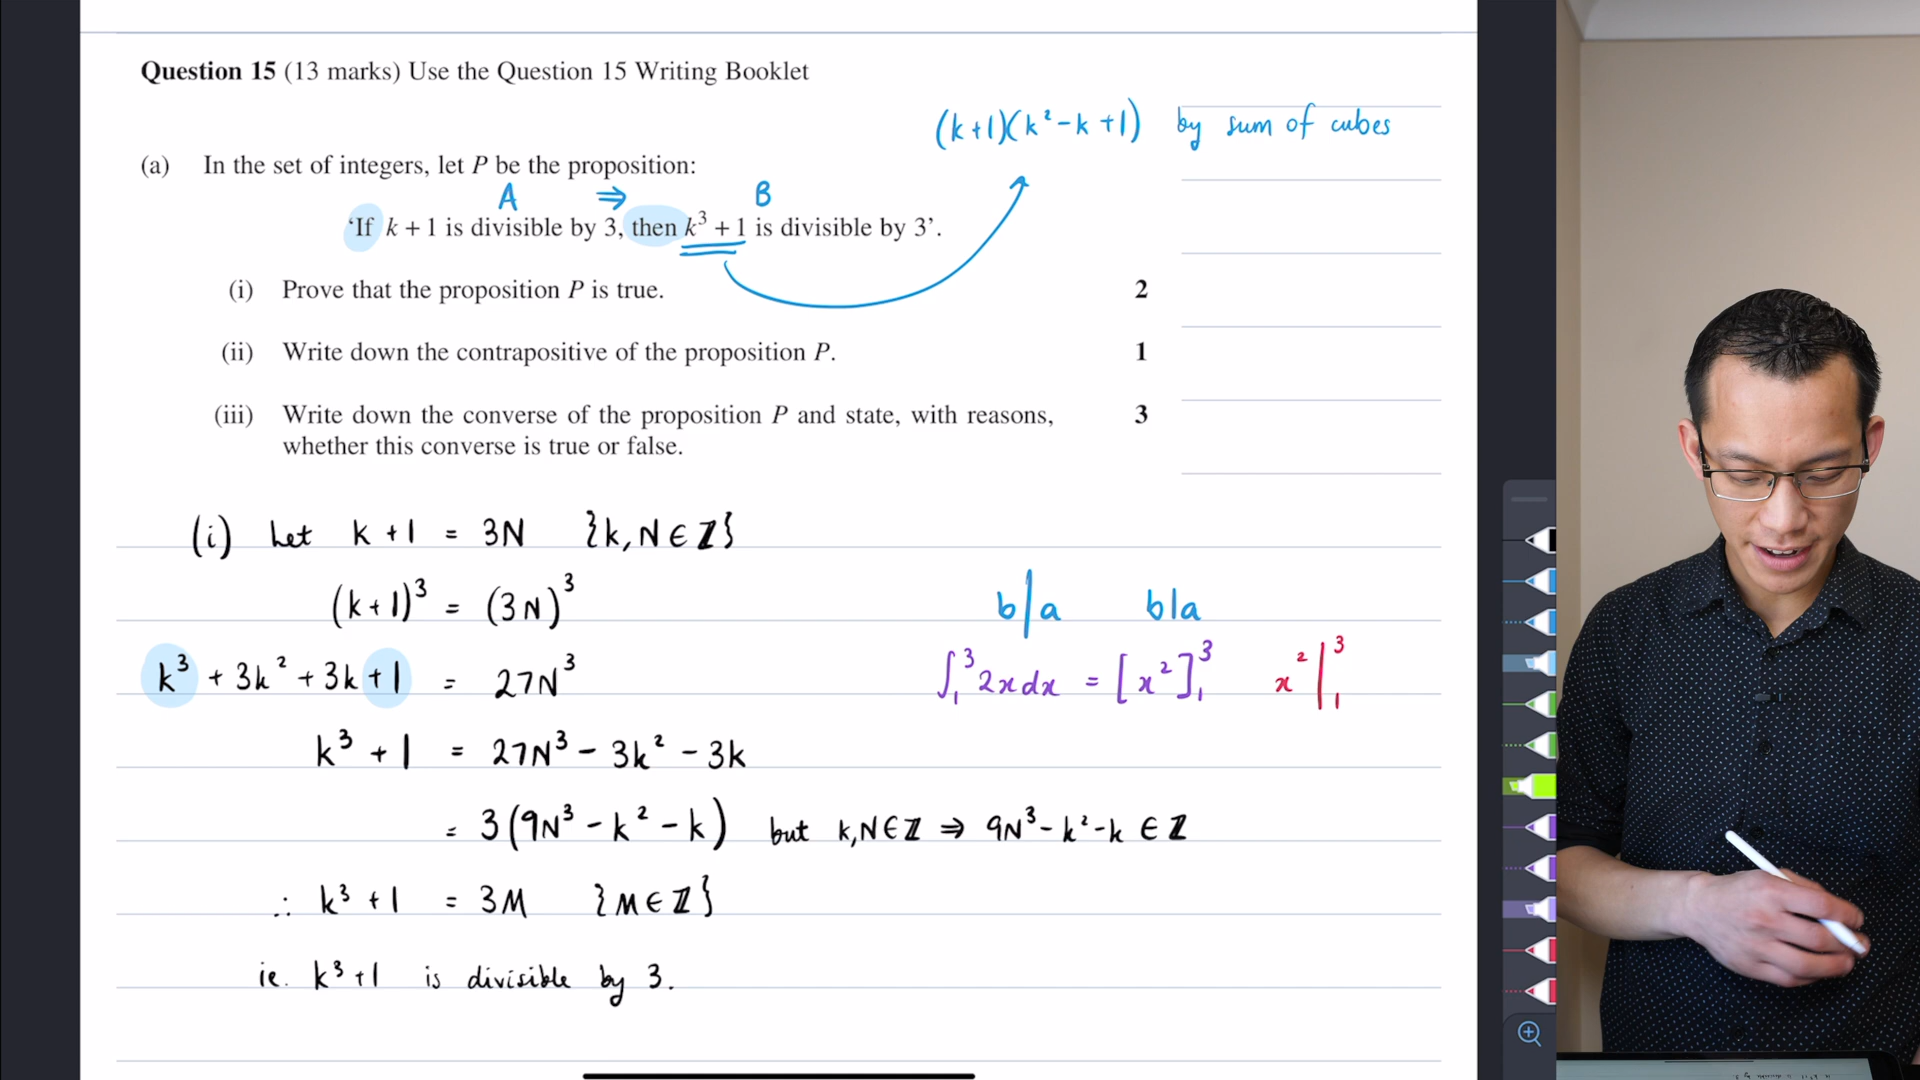 Question 15 (13 marks) Use the Question 15 Writing Booklet
(k+1)(k²-k+1) by sum of cubes
(a) In the set of integers, let P be the proposition:
A ⇒ B
‘If k + 1 is divisible by 3, then k³ + 1 is divisible by 3’.
(i) Prove that the proposition P is true. 2
(ii) Write down the contrapositive of the proposition P. 1
(iii) Write down the converse of the proposition P and state, with reasons, 3
whether this converse is true or false.
(i) Let k+1 = 3N {k,N∈ℤ}
(k+1)³ = (3N)³
b|a b|a
k³ + 3k² + 3k + 1 = 27N³
∫₁³ 2x dx = [x²]₁³ x²|₁³
k³ + 1 = 27N³ - 3k² - 3k
= 3(9N³ - k² - k) but k,N∈ℤ ⇒ 9N³-k²-k ∈ℤ
∴ k³+1 = 3M {M∈ℤ}
ie. k³+1 is divisible by 3.